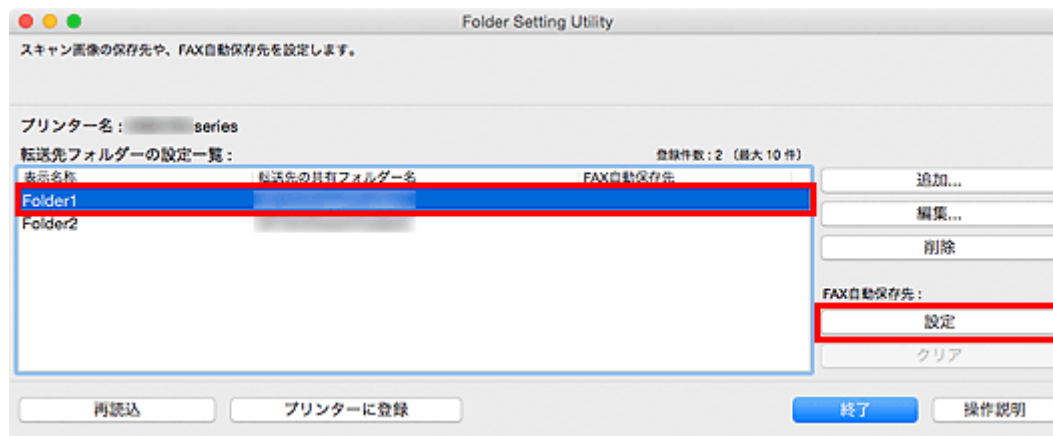 Folder Setting Utility
スキャン画像の保存先や、FAX自動保存先を設定します。
プリンター名： series
転送先フォルダーの設定一覧：
登録件数：2 （最大 10 件）
表示名称 転送先の共有フォルダー名 FAX自動保存先
Folder1
Folder2
追加...
編集...
削除
FAX自動保存先：
設定
クリア
再読込 プリンターに登録 終了 操作説明